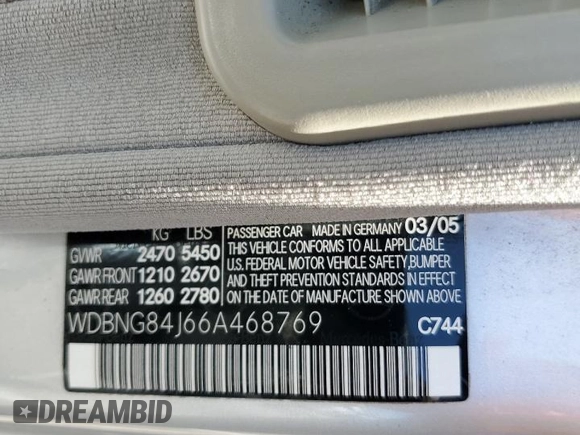 KG LBS
GVWR 2470 5450
GAWR FRONT 1210 2670
GAWR REAR 1260 2780
PASSENGER CAR MADE IN GERMANY 03/05
THIS VEHICLE CONFORMS TO ALL APPLICABLE
U.S. FEDERAL MOTOR VEHICLE SAFETY, BUMPER
AND THEFT PREVENTION STANDARDS IN EFFECT
ON THE DATE OF MANUFACTURE SHOWN ABOVE.
WDBNG84J66A468769
C744
DREAMBID